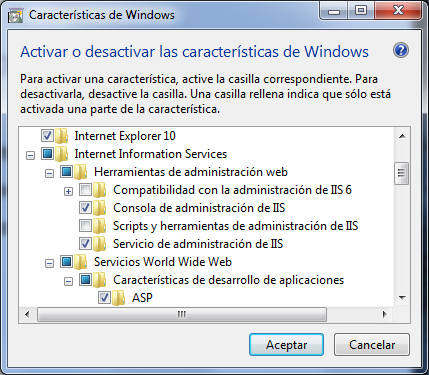 Características de Windows
Activar o desactivar las características de Windows
Para activar una característica, active la casilla correspondiente. Para
desactivarla, desactive la casilla. Una casilla rellena indica que sólo está
activada una parte de la característica.
Internet Explorer 10
Internet Information Services
Herramientas de administración web
Compatibilidad con la administración de IIS 6
Consola de administración de IIS
Scripts y herramientas de administración de IIS
Servicio de administración de IIS
Servicios World Wide Web
Características de desarrollo de aplicaciones
ASP
Aceptar
Cancelar